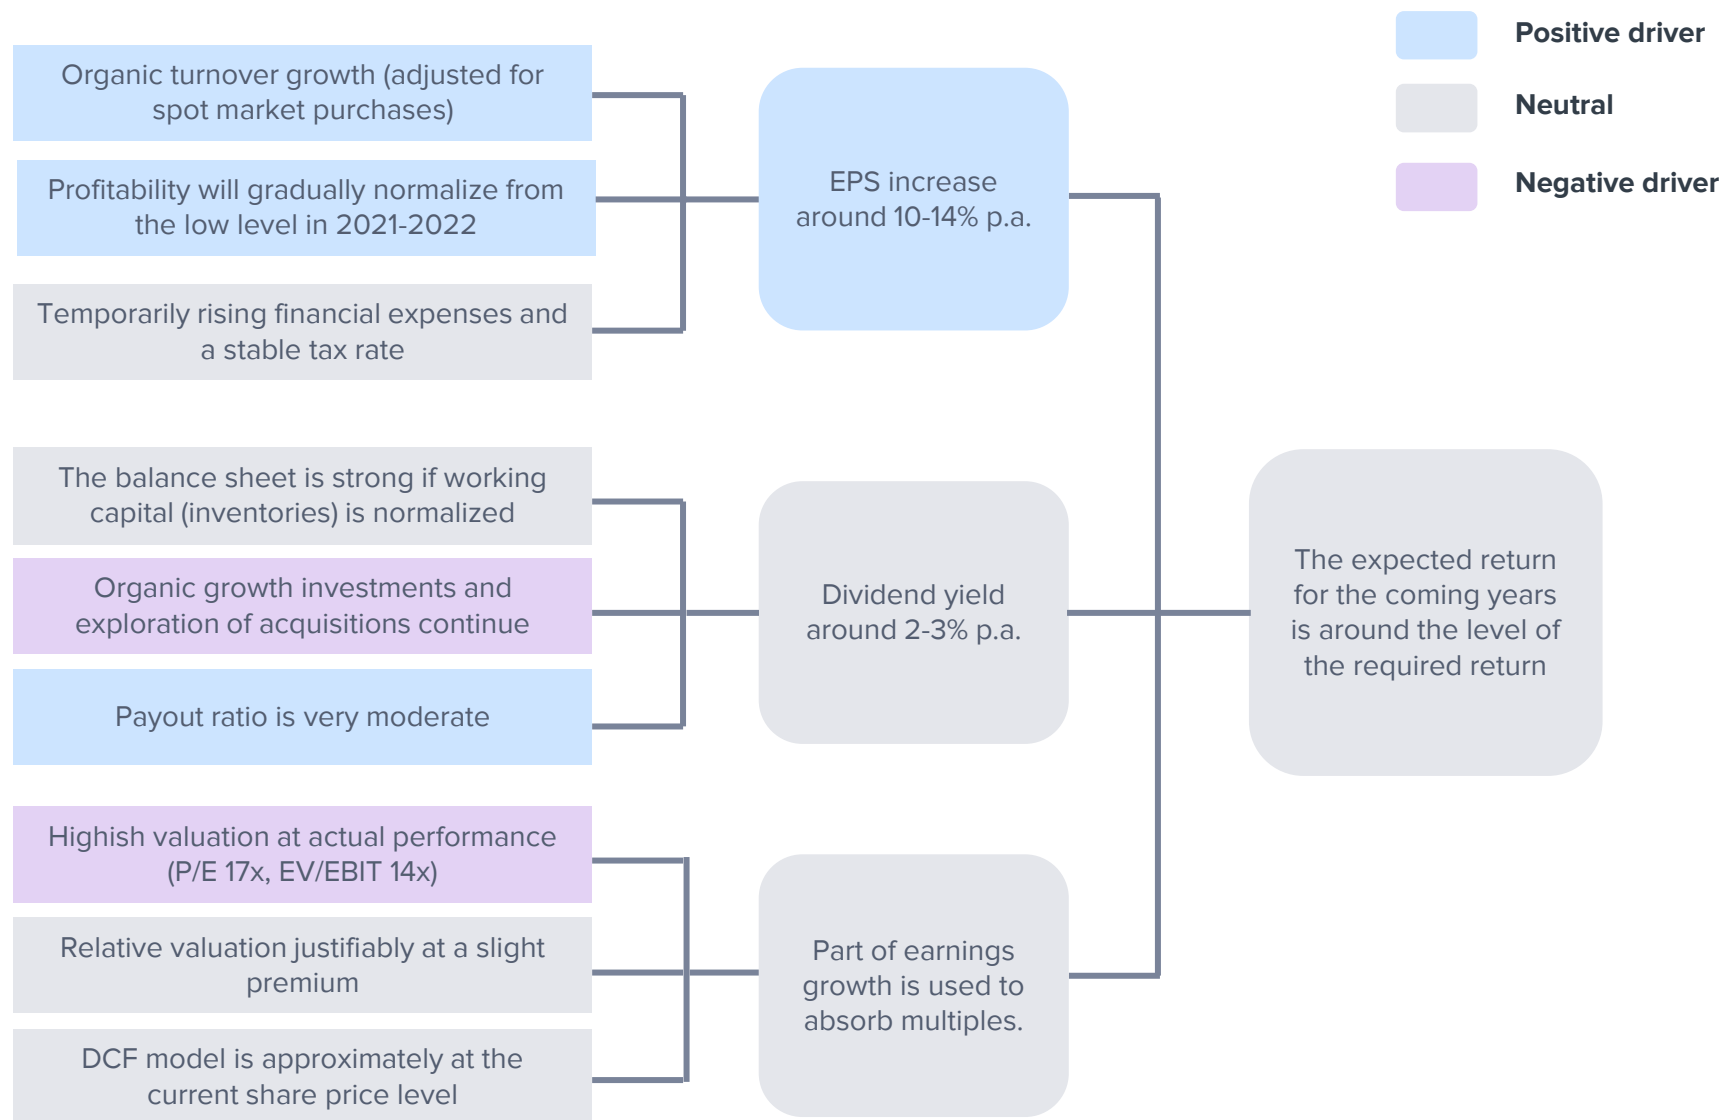 Positive driver
Neutral
Negative driver
Organic turnover growth (adjusted for
spot market purchases)
Profitability will gradually normalize from
the low level in 2021-2022
Temporarily rising financial expenses and
a stable tax rate
EPS increase
around 10-14% p.a.
The balance sheet is strong if working
capital (inventories) is normalized
Organic growth investments and
exploration of acquisitions continue
Payout ratio is very moderate
Dividend yield
around 2-3% p.a.
Highish valuation at actual performance
(P/E 17x, EV/EBIT 14x)
Relative valuation justifiably at a slight
premium
DCF model is approximately at the
current share price level
Part of earnings
growth is used to
absorb multiples.
The expected return
for the coming years
is around the level of
the required return